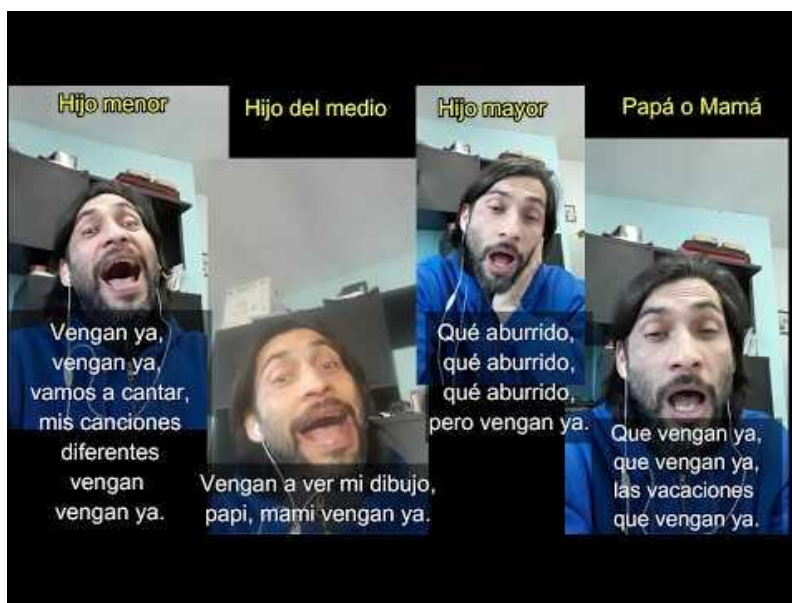 Hijo menor
Vengan ya,
vengan ya,
vamos a cantar,
mis canciones
diferentes
vengan
vengan ya.
Hijo del medio
Vengan a ver mi dibujo,
papi, mami vengan ya.
Hijo mayor
Qué aburrido,
qué aburrido,
qué aburrido,
pero vengan ya.
Papá o Mamá
Que vengan ya,
que vengan ya,
las vacaciones
que vengan ya.